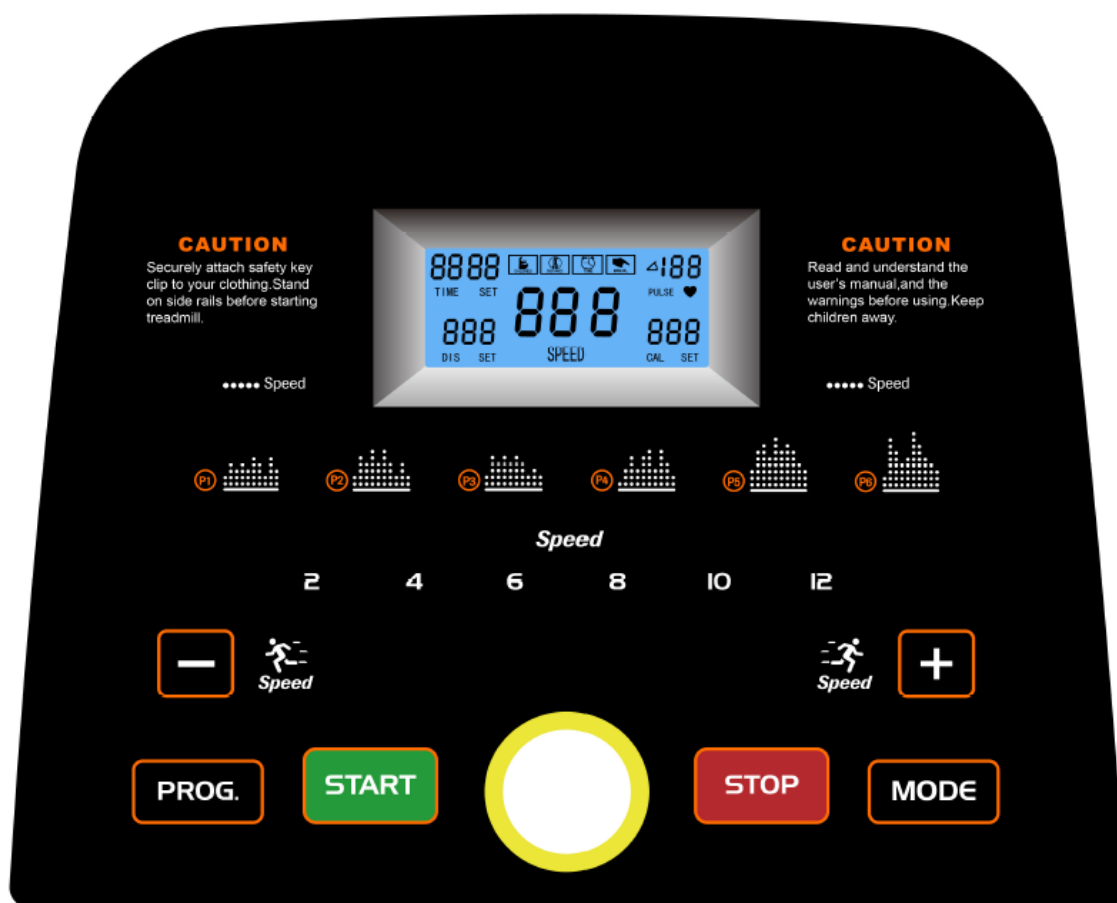 CAUTION
Securely attach safety key
clip to your clothing.Stand
on side rails before starting
treadmill.
Speed
88 88
TIME SET
188
PULSE
888
SPEED
888
DIS SET
888
CAL SET
CAUTION
Read and understand the
user's manual,and the
warnings before using.Keep
children away.
Speed
P1 P2 P3 P4 P5 P6
Speed
2 4 6 8 10 12
−
Speed
Speed
+
PROG. START STOP MODE